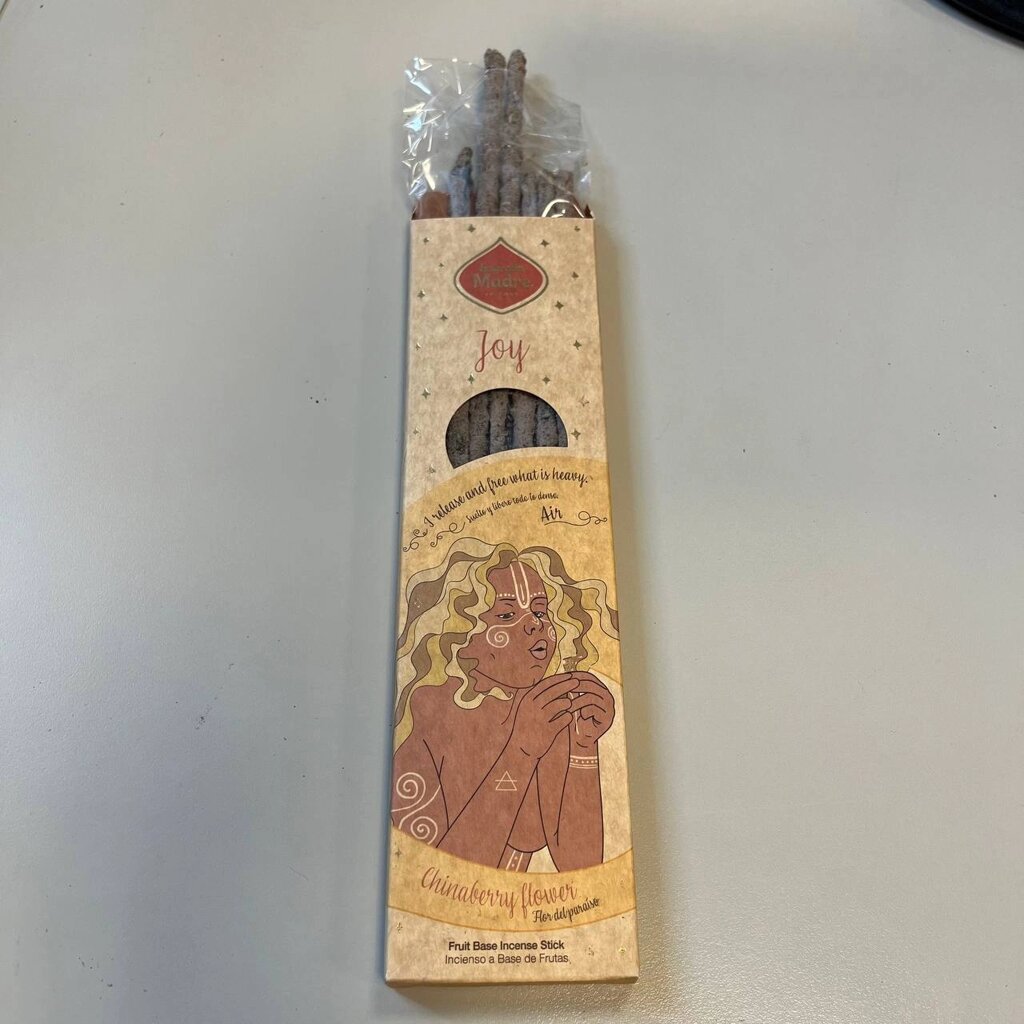 Madre
Joy
I release and free what is heavy.
Suelto y libero todo lo denso.
Air
Chinaberry flower
Flor del paraíso
Fruit Base Incense Stick
Incienso a Base de Frutas